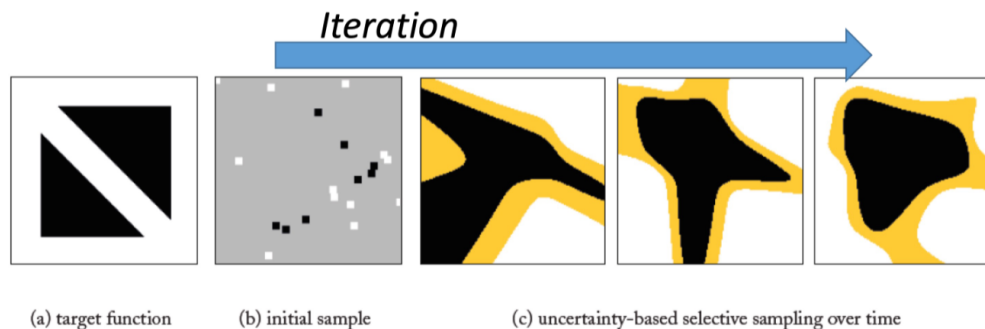 Iteration
(a) target function
(b) initial sample
(c) uncertainty-based selective sampling over time